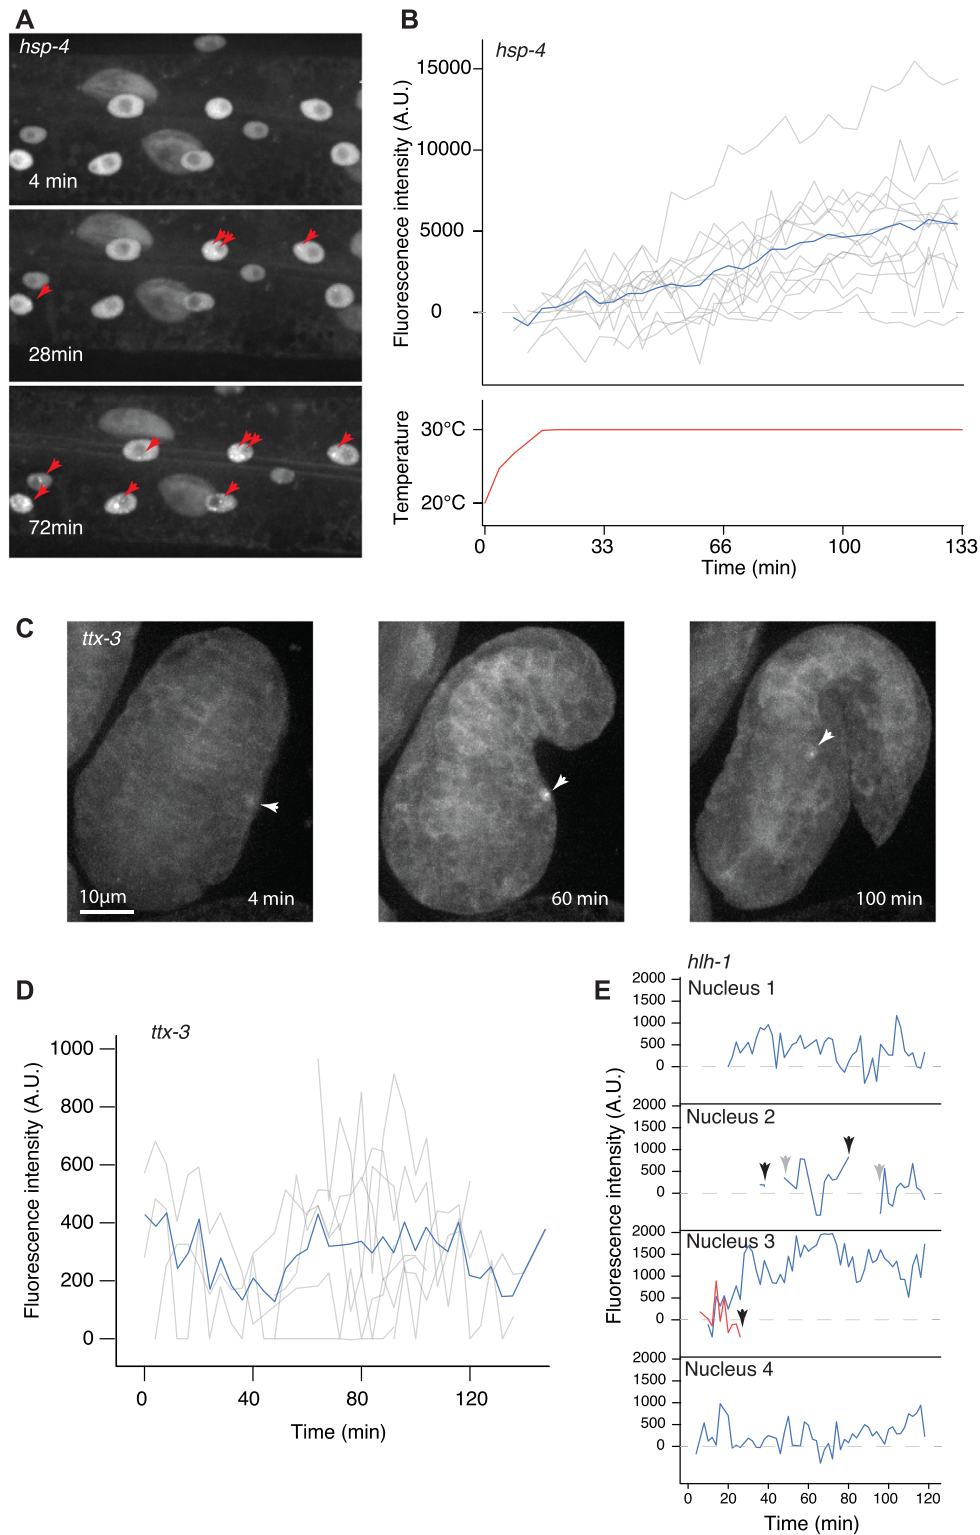 A
hsp-4
4 min
28min
72min
B
hsp-4
Fluorescenece intensity (A.U.)
15000
10000
5000
0
Temperature
30°C
20°C
0 33 66 100 133
Time (min)
C
ttx-3
10µm
4 min
60 min
100 min
D
ttx-3
Fluorescence intensity (A.U.)
1000
800
600
400
200
0
0 40 80 120
Time (min)
E
hlh-1
Fluorescence intensity (A.U.)
Nucleus 1
2000
1500
1000
500
0
Nucleus 2
2000
1500
1000
500
0
Nucleus 3
2000
1500
1000
500
0
Nucleus 4
2000
1500
1000
500
0
0 20 40 60 80 100 120
Time (min)